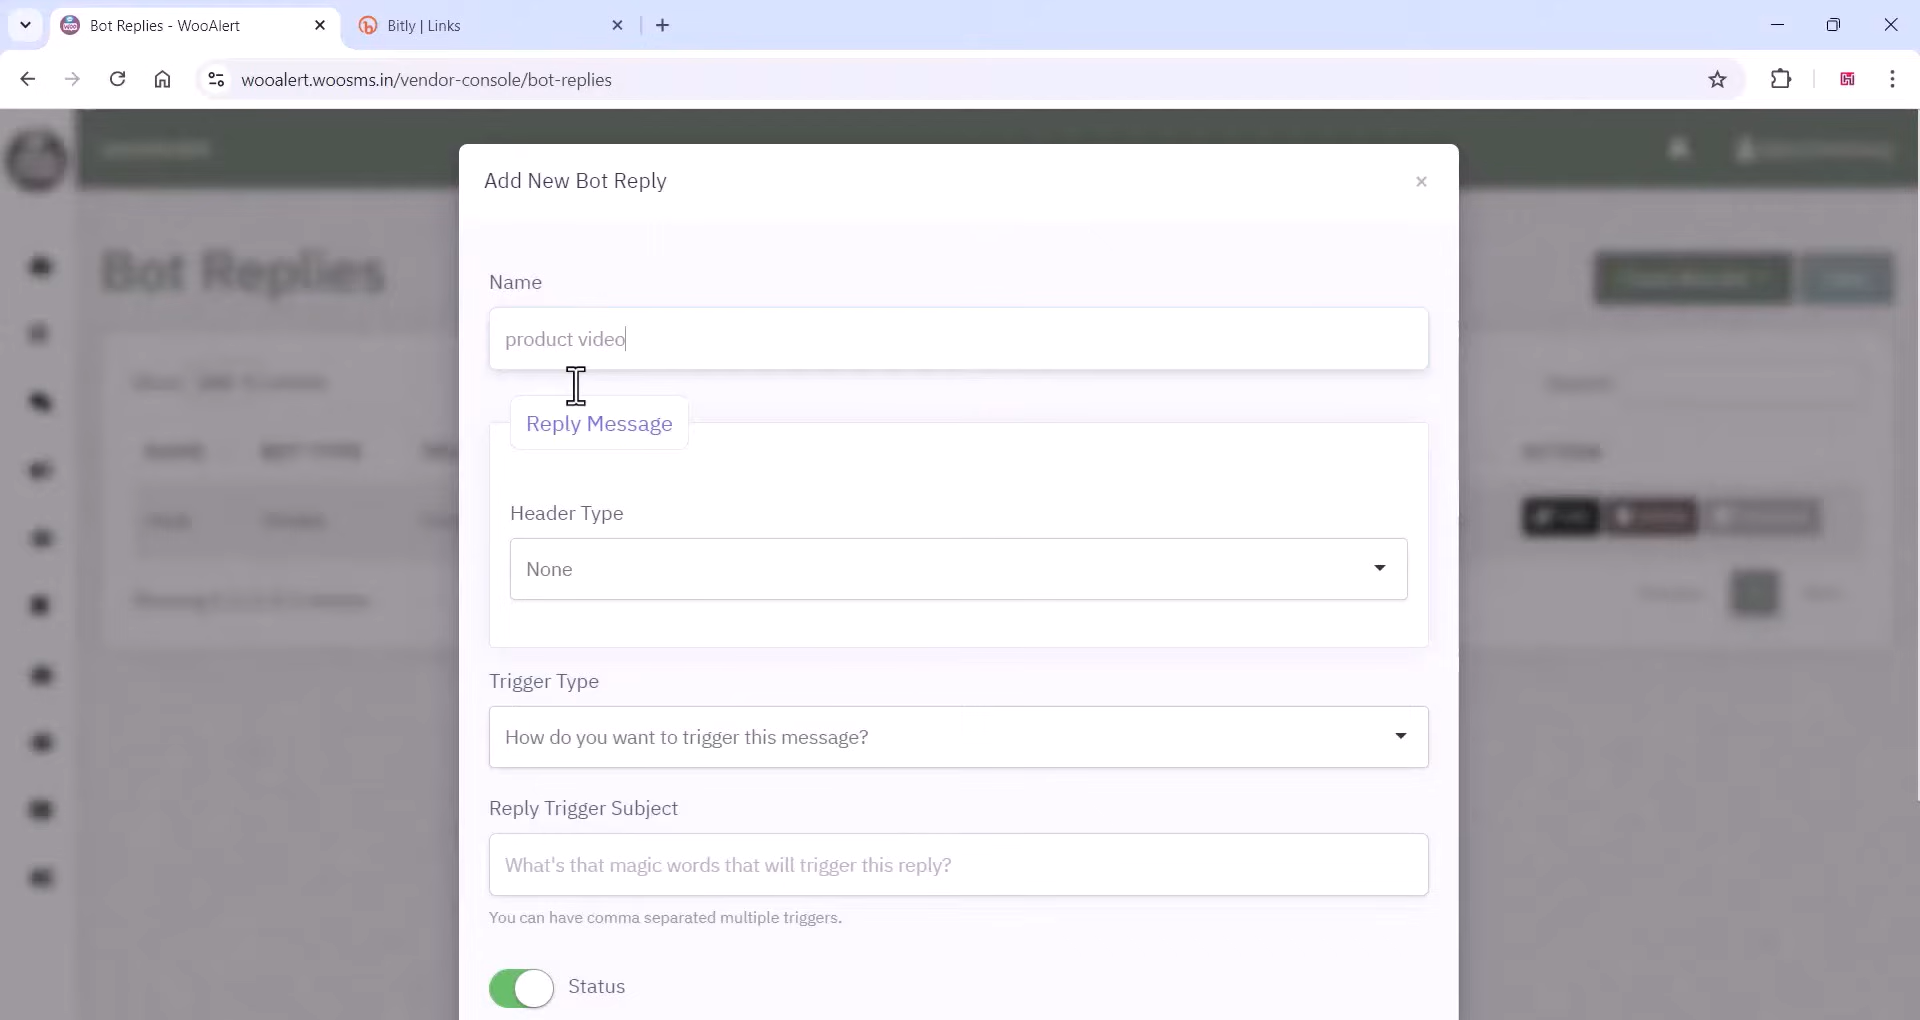 Bot Replies - WooAlert
Bitly | Links
wooalert.woosms.in/vendor-console/bot-replies
Add New Bot Reply
Bot Replies
Name
product video
Reply Message
Header Type
None
Trigger Type
How do you want to trigger this message?
Reply Trigger Subject
What's that magic words that will trigger this reply?
You can have comma separated multiple triggers.
Status